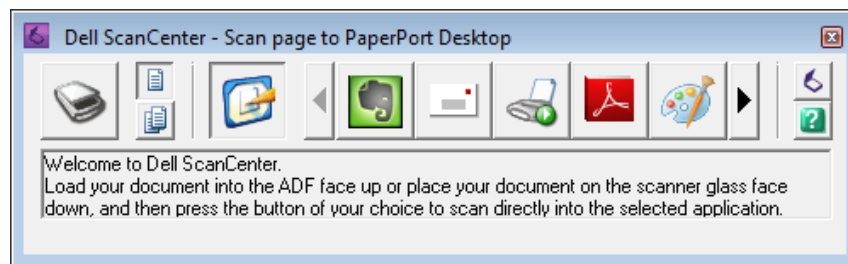 Dell ScanCenter - Scan page to PaperPort Desktop
Welcome to Dell ScanCenter.
Load your document into the ADF face up or place your document on the scanner glass face
down, and then press the button of your choice to scan directly into the selected application.